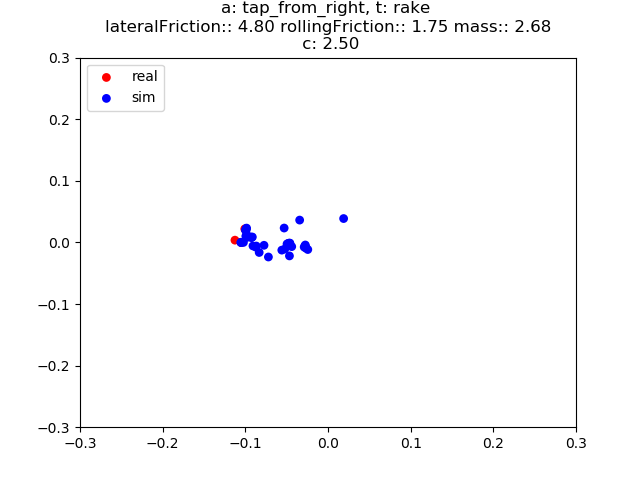 a: tap_from_right, t: rake
lateralFriction:: 4.80 rollingFriction:: 1.75 mass:: 2.68
c: 2.50
real
sim
0.3
0.2
0.1
0.0
−0.1
−0.2
−0.3
−0.3 −0.2 −0.1 0.0 0.1 0.2 0.3